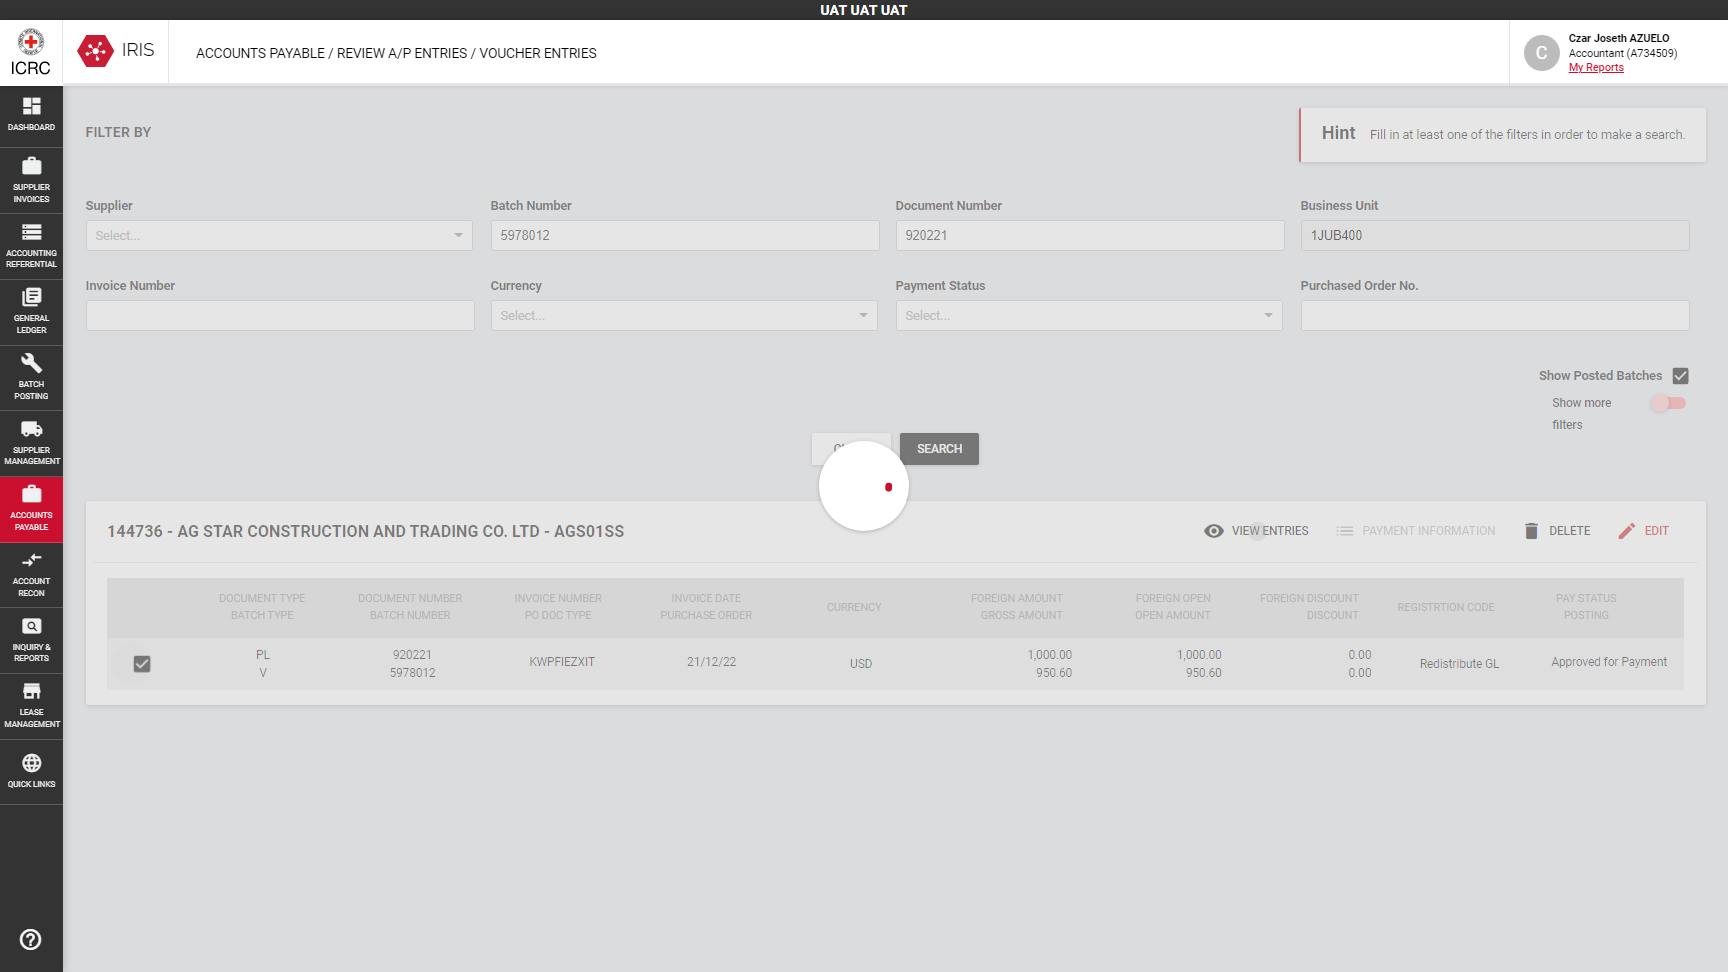 UAT UAT UAT
ICRC
IRIS
ACCOUNTS PAYABLE / REVIEW A/P ENTRIES / VOUCHER ENTRIES
C
Czar Joseth AZUELO
Accountant (A734509)
My Reports
DASHBOARD
SUPPLIER
INVOICES
ACCOUNTING
REFERENTIAL
GENERAL
LEDGER
BATCH
POSTING
SUPPLIER
MANAGEMENT
ACCOUNTS
PAYABLE
ACCOUNT
RECON
INQUIRY &
REPORTS
LEASE
MANAGEMENT
QUICK LINKS
FILTER BY
Hint Fill in at least one of the filters in order to make a search.
Supplier Batch Number Document Number Business Unit
Select... 5978012 920221 1JUB400
Invoice Number Currency Payment Status Purchased Order No.
Select... Select...
Show Posted Batches
Show more
filters
SEARCH
144736 - AG STAR CONSTRUCTION AND TRADING CO. LTD - AGS01SS
VIEW ENTRIES PAYMENT INFORMATION DELETE EDIT
DOCUMENT TYPE DOCUMENT NUMBER INVOICE NUMBER INVOICE DATE CURRENCY FOREIGN AMOUNT FOREIGN OPEN FOREIGN DISCOUNT REGISTRTION CODE PAY STATUS
BATCH TYPE BATCH NUMBER PO DOC TYPE PURCHASE ORDER GROSS AMOUNT OPEN AMOUNT DISCOUNT POSTING
PL 920221 KWPFIEZXIT 21/12/22 USD 1,000.00 1,000.00 0.00 Redistribute GL Approved for Payment
V 5978012 950.60 950.60 0.00